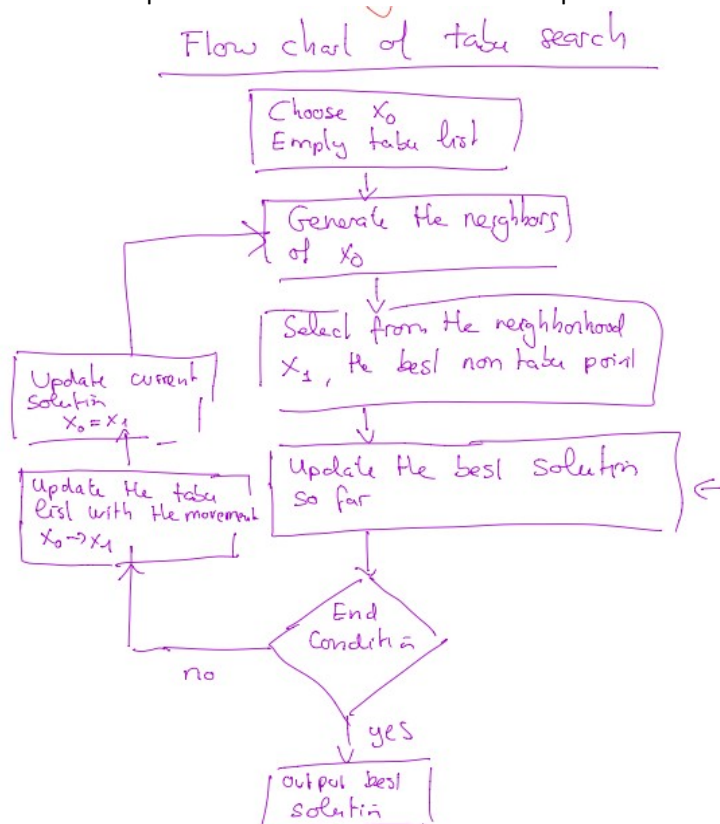 Flow chart of tabu search
Choose x₀
Empty tabu list
Generate the neighbors
of x₀
Select from the neighborhood
x₁, the best non tabu point
Update the best solution
so far
End
Condition
yes
output best
solution
no
update the tabu
list with the movement
x₀→x₁
Update current
solution
x₀=x₁